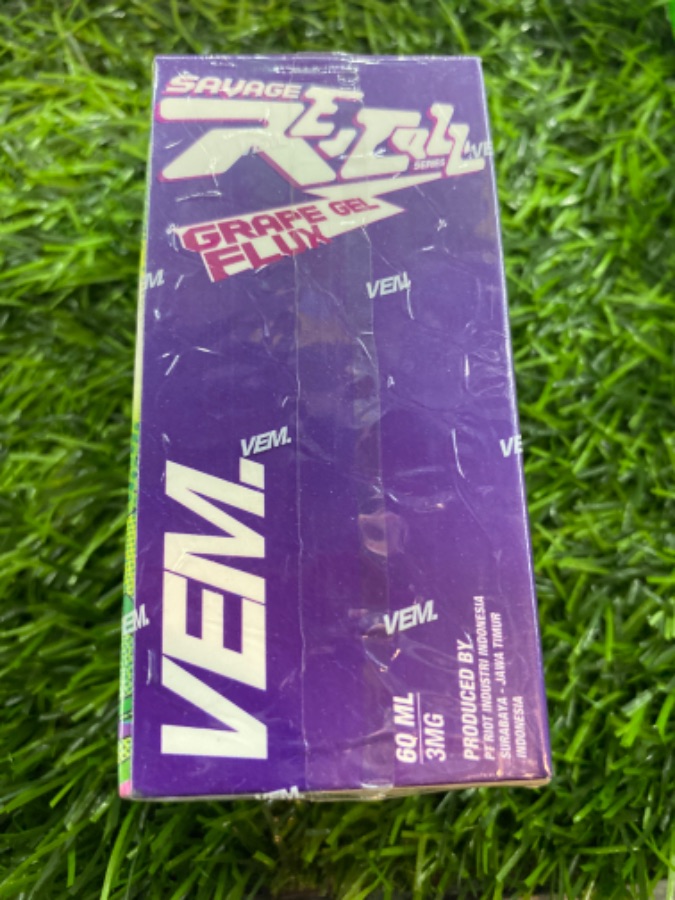 SAVAGE
RE, CALL
SERIES
GRAPE GEL
FLUX
VEM.
VEM.
VEM.
VEM.
VEM.
60 ML
3MG
PRODUCED BY
PT RIOT INDUSTRI INDONESIA
SURABAYA - JAWA TIMUR
INDONESIA